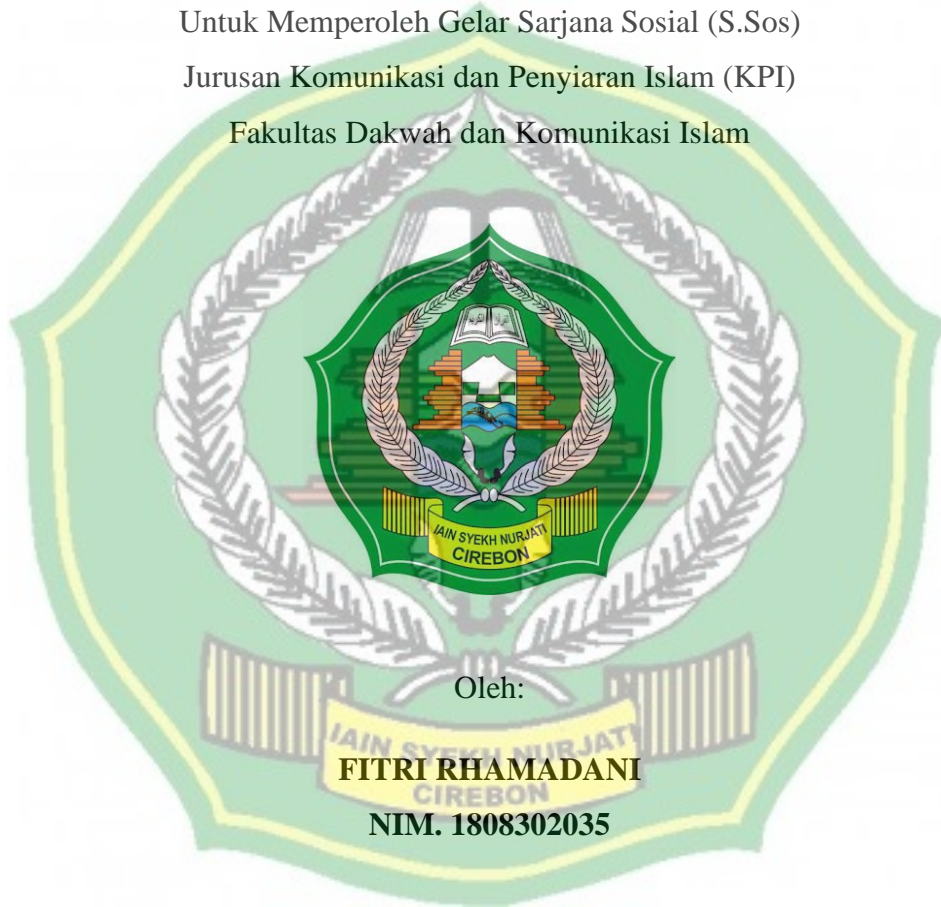 Untuk Memperoleh Gelar Sarjana Sosial (S.Sos)
Jurusan Komunikasi dan Penyiaran Islam (KPI)
Fakultas Dakwah dan Komunikasi Islam
IAIN SYEKH NURJATI
CIREBON
Oleh:
IAIN SYEKH NURJATI
FITRI RHAMADANI
CIREBON
NIM. 1808302035